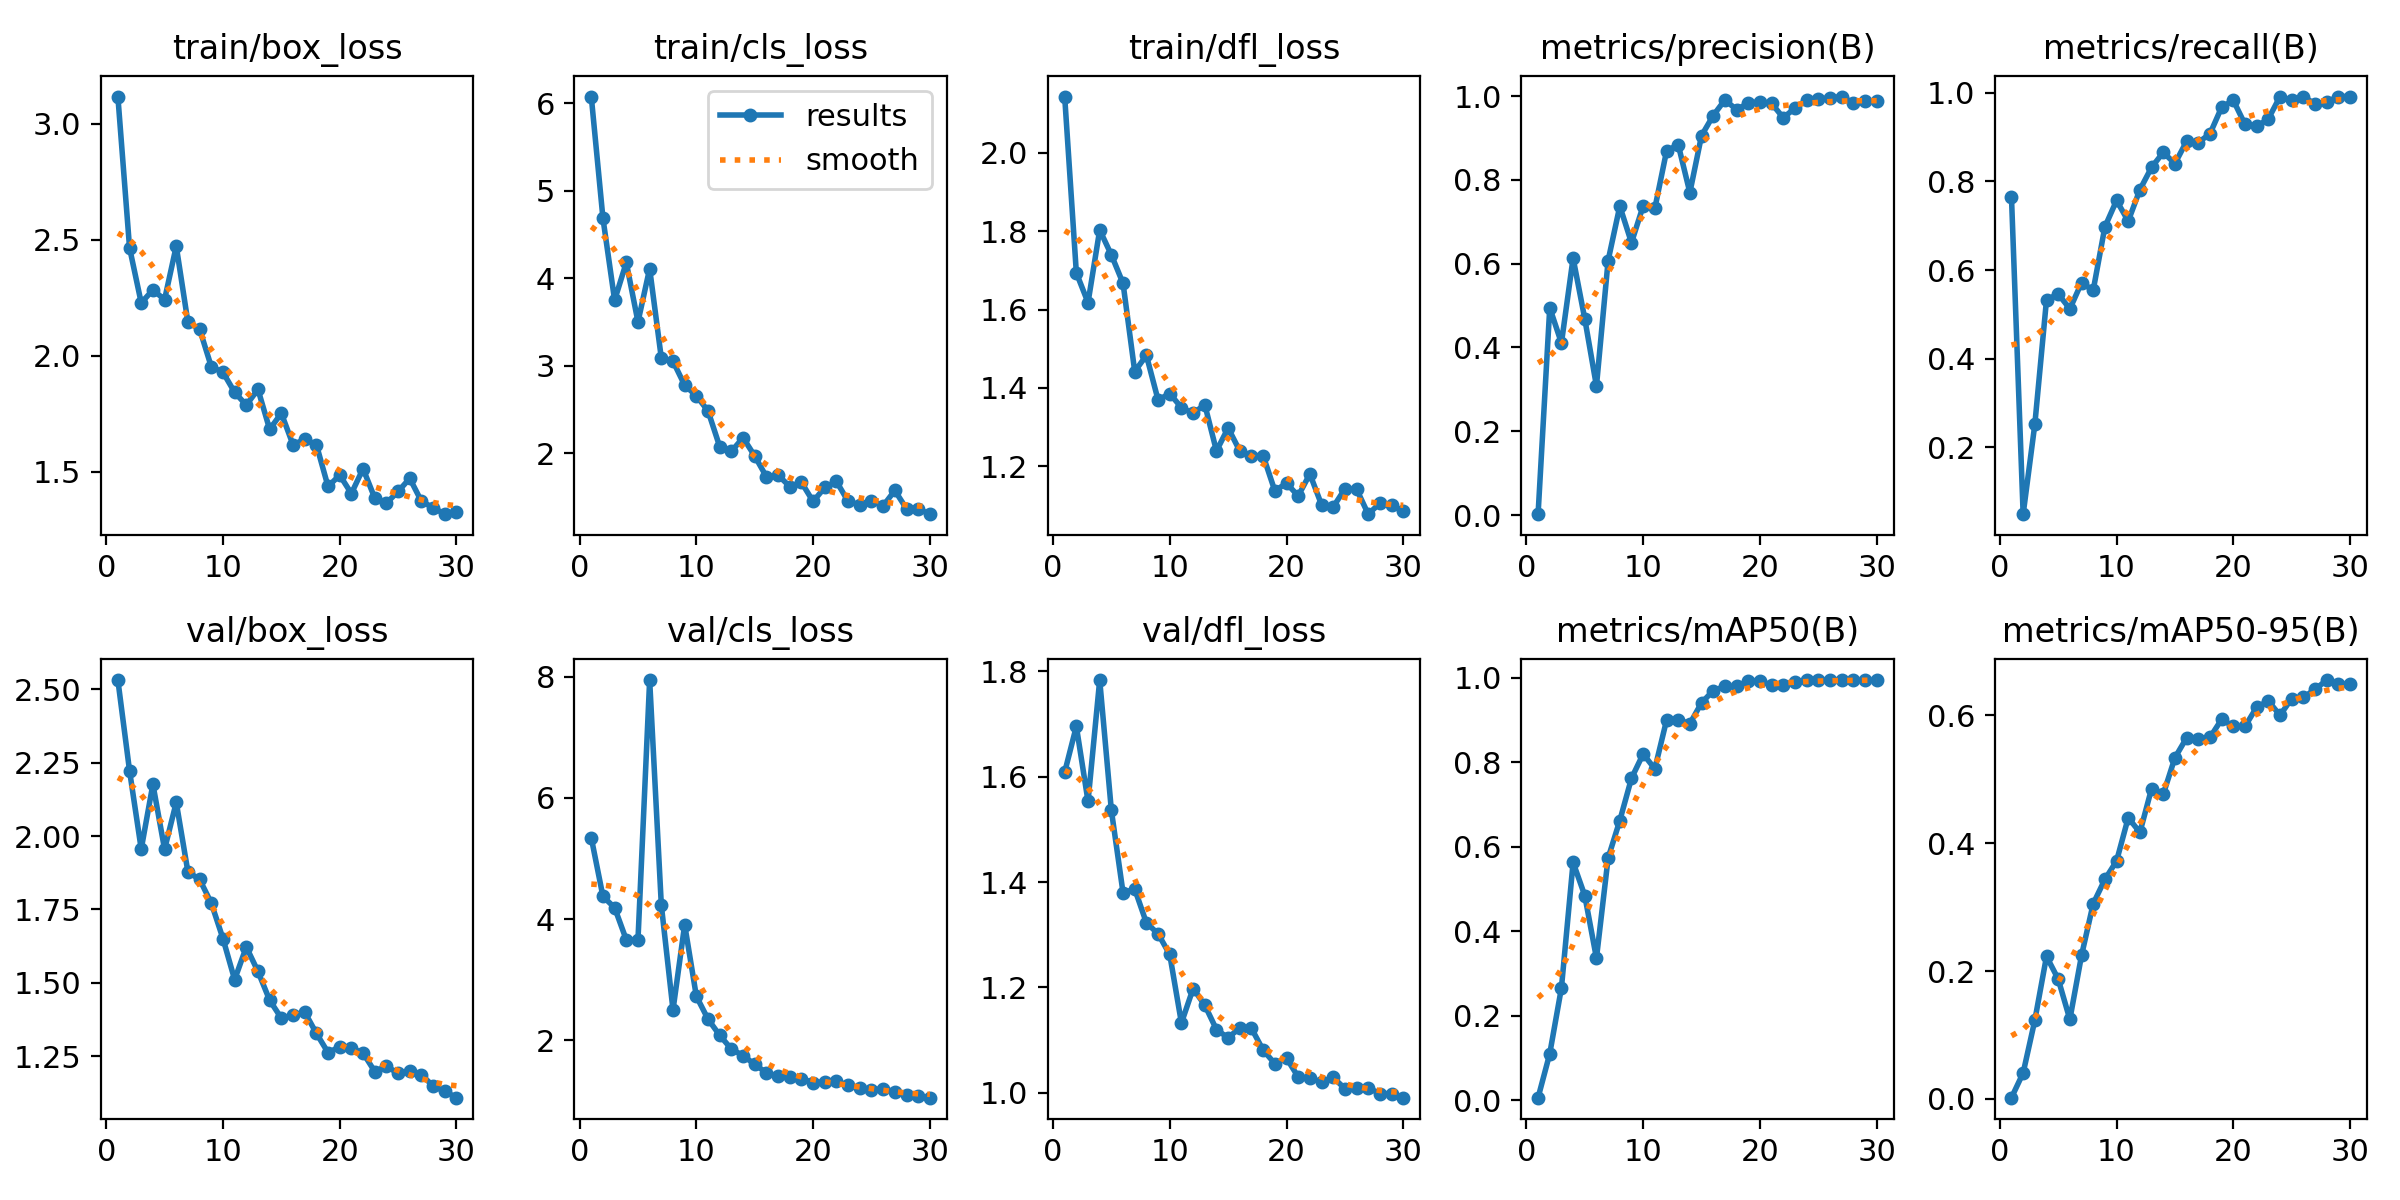 train/box_loss
train/cls_loss
train/dfl_loss
metrics/precision(B)
metrics/recall(B)
3.0
2.5
2.0
1.5
0 10 20 30
6
5
4
3
2
results
smooth
0 10 20 30
2.0
1.8
1.6
1.4
1.2
0 10 20 30
1.0
0.8
0.6
0.4
0.2
0.0
0 10 20 30
1.0
0.8
0.6
0.4
0.2
0 10 20 30
val/box_loss
val/cls_loss
val/dfl_loss
metrics/mAP50(B)
metrics/mAP50-95(B)
2.50
2.25
2.00
1.75
1.50
1.25
0 10 20 30
8
6
4
2
0 10 20 30
1.8
1.6
1.4
1.2
1.0
0 10 20 30
1.0
0.8
0.6
0.4
0.2
0.0
0 10 20 30
0.6
0.4
0.2
0.0
0 10 20 30